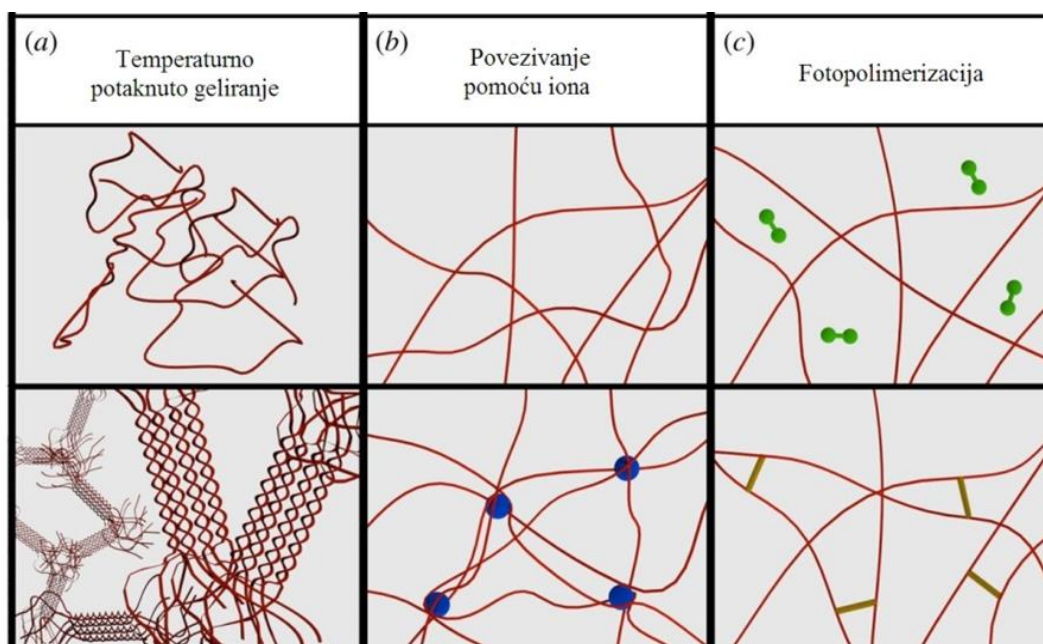 (a)
Temperaturno
potaknuto geliranje
(b)
Povezivanje
pomoću iona
(c)
Fotopolimerizacija